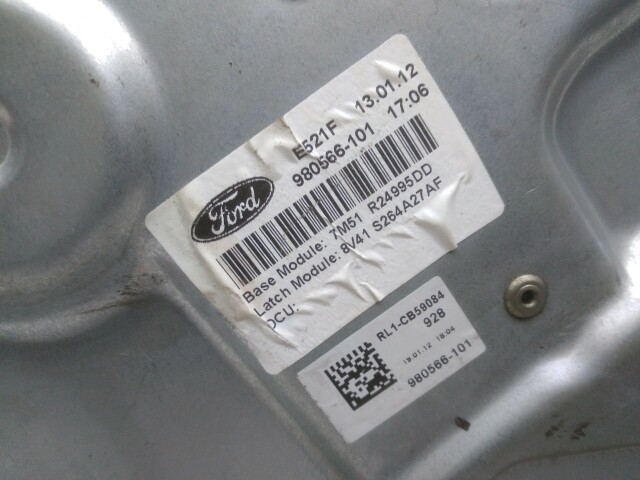 E521F 13.01.12
980566-101 17:06
Ford
Base Module: 7M51 R24995DD
Latch Module: 8V41 S264A27AF
DCU:
RL1-CB59084
928
19.01.12 18:04
980566-101